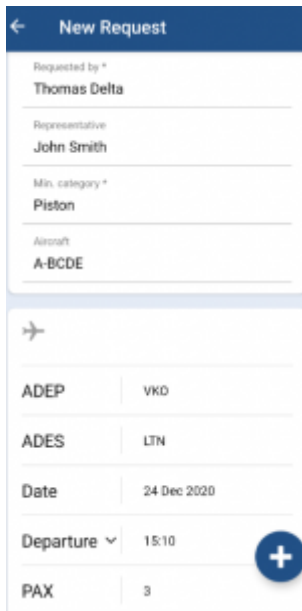 New Request
Requested by *
Thomas Delta
Representative
John Smith
Min. category *
Piston
Aircraft
A-BCDE
ADEP VKO
ADES LTN
Date 24 Dec 2020
Departure 15:10
PAX 3